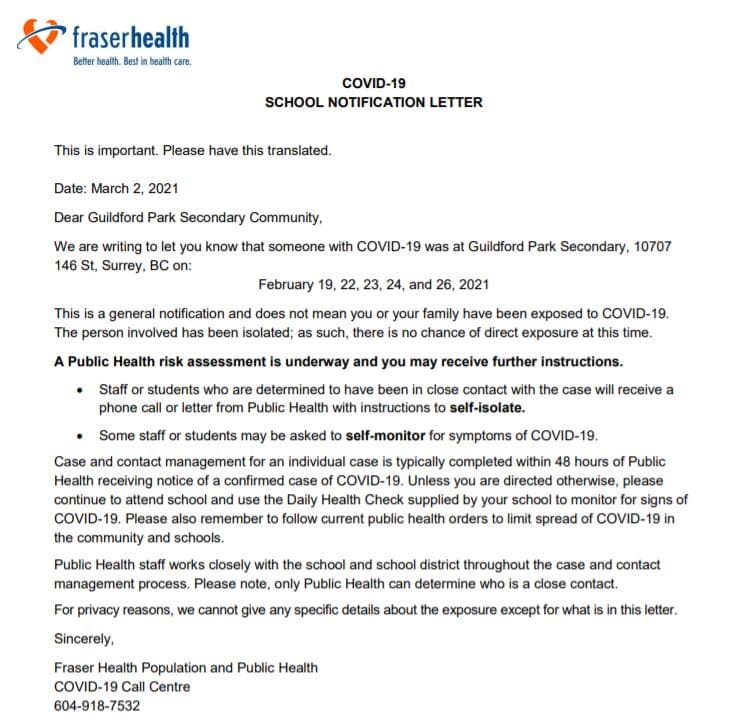 fraserhealth
Better health. Best in health care.
COVID-19
SCHOOL NOTIFICATION LETTER
This is important. Please have this translated.
Date: March 2, 2021
Dear Guildford Park Secondary Community,
We are writing to let you know that someone with COVID-19 was at Guildford Park Secondary, 10707
146 St, Surrey, BC on:
February 19, 22, 23, 24, and 26, 2021
This is a general notification and does not mean you or your family have been exposed to COVID-19.
The person involved has been isolated; as such, there is no chance of direct exposure at this time.
A Public Health risk assessment is underway and you may receive further instructions.
• Staff or students who are determined to have been in close contact with the case will receive a
phone call or letter from Public Health with instructions to self-isolate.
• Some staff or students may be asked to self-monitor for symptoms of COVID-19.
Case and contact management for an individual case is typically completed within 48 hours of Public
Health receiving notice of a confirmed case of COVID-19. Unless you are directed otherwise, please
continue to attend school and use the Daily Health Check supplied by your school to monitor for signs of
COVID-19. Please also remember to follow current public health orders to limit spread of COVID-19 in
the community and schools.
Public Health staff works closely with the school and school district throughout the case and contact
management process. Please note, only Public Health can determine who is a close contact.
For privacy reasons, we cannot give any specific details about the exposure except for what is in this letter.
Sincerely,
Fraser Health Population and Public Health
COVID-19 Call Centre
604-918-7532